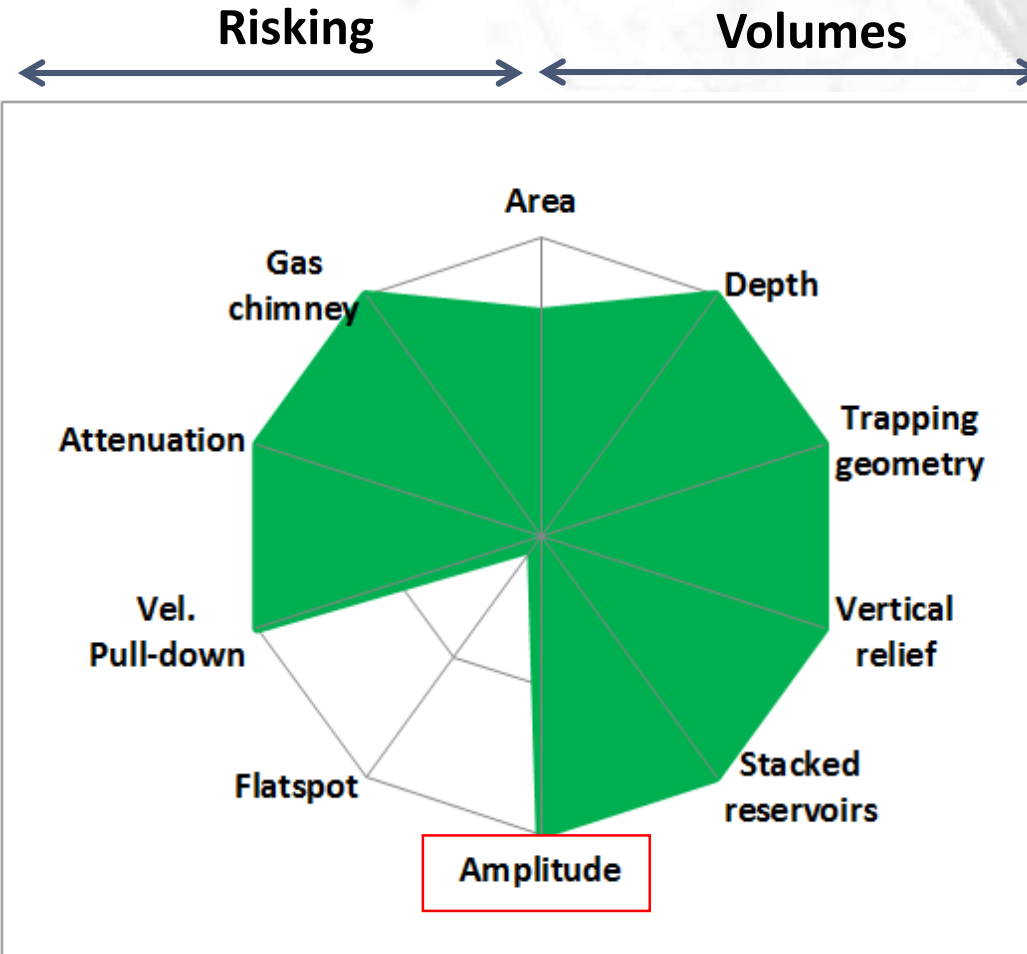 Risking
Volumes
Area
Gas
chimney
Depth
Trapping
geometry
Attenuation
Vel.
Pull-down
Vertical
relief
Flatspot
Stacked
reservoirs
Amplitude